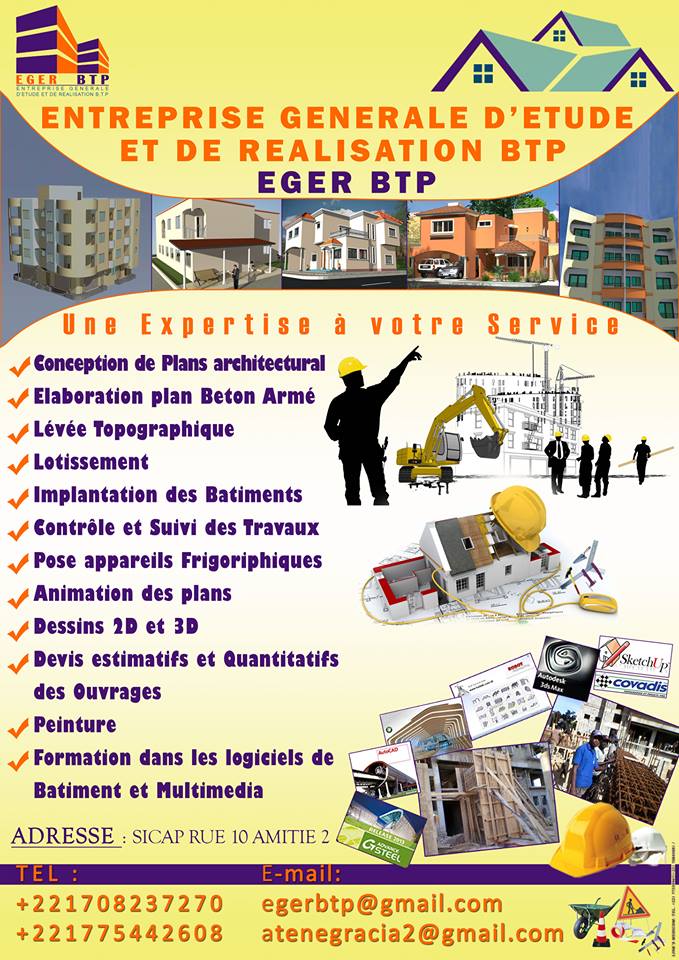 EGER BTP
ENTREPRISE GENERALE
D'ETUDE ET DE REALISATION B.T.P
ENTREPRISE GENERALE D'ETUDE
ET DE REALISATION BTP
EGER BTP
Une Expertise à votre Service
Conception de Plans architectural
Elaboration plan Beton Armé
Lévée Topographique
Lotissement
Implantation des Batiments
Contrôle et Suivi des Travaux
Pose appareils Frigoriphiques
Animation des plans
Dessins 2D et 3D
Devis estimatifs et Quantitatifs
des Ouvrages
Peinture
Formation dans les logiciels de
Batiment et Multimedia
ROBOT
Autodesk
3ds Max
SketchUp
covadis
AutoCAD
RELEASE 2013
ADVANCE
STEEL
ADRESSE : SICAP RUE 10 AMITIE 2
TEL :
E-mail:
+221708237270
egerbtp@gmail.com
+221775442608
atenegracia2@gmail.com